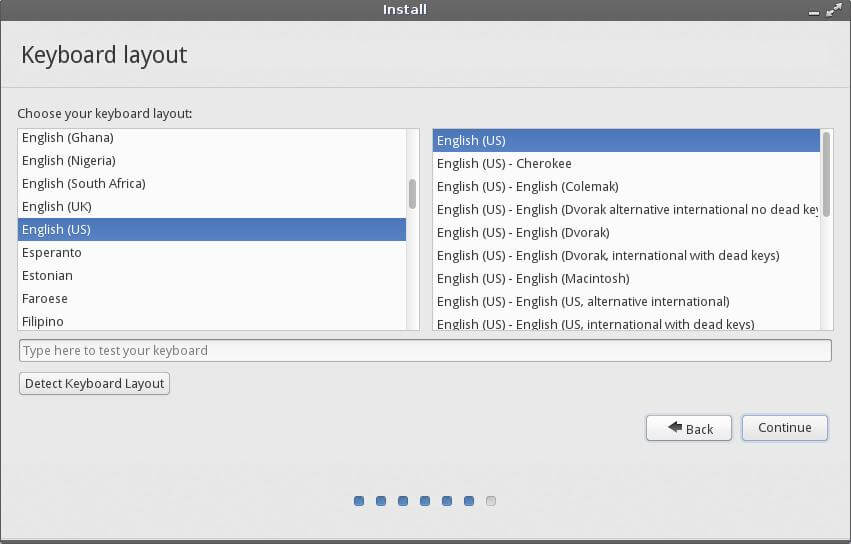 Install
Keyboard layout
Choose your keyboard layout:
English (Ghana)
English (Nigeria)
English (South Africa)
English (UK)
English (US)
Esperanto
Estonian
Faroese
Filipino
English (US)
English (US) - Cherokee
English (US) - English (Colemak)
English (US) - English (Dvorak alternative international no dead key
English (US) - English (Dvorak)
English (US) - English (Dvorak, international with dead keys)
English (US) - English (Macintosh)
English (US) - English (US, alternative international)
English (US) - English (US, international with dead keys)
Type here to test your keyboard
Detect Keyboard Layout
Back
Continue